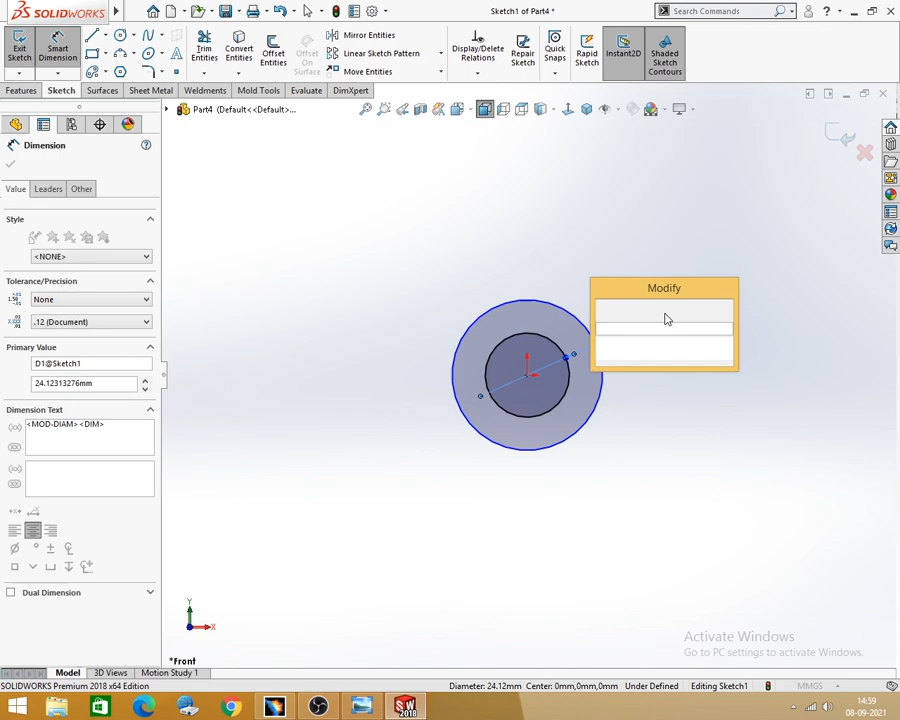 SOLIDWORKS
Sketch1 of Part4 *
Search Commands
Exit Sketch
Smart Dimension
Trim Entities
Convert Entities
Offset Entities
Offset On Surface
Mirror Entities
Linear Sketch Pattern
Move Entities
Display/Delete Relations
Repair Sketch
Quick Snaps
Rapid Sketch
Instant2D
Shaded Sketch Contours
Features
Sketch
Surfaces
Sheet Metal
Weldments
Mold Tools
Evaluate
DimXpert
Part4 (Default<<Default>...
Dimension
Value
Leaders
Other
Style
<NONE>
Tolerance/Precision
None
.12 (Document)
Primary Value
D1@Sketch1
24.12313276mm
Dimension Text
<MOD-DIAM><DIM>
Dual Dimension
Modify
Y
X
*Front
Activate Windows
Go to PC settings to activate Windows.
Model
3D Views
Motion Study 1
SOLIDWORKS Premium 2018 x64 Edition
Diameter: 24.12mm Center: 0mm,0mm,0mm
Under Defined
Editing Sketch1
MMGS
SW
2018
14:59
08-09-2021